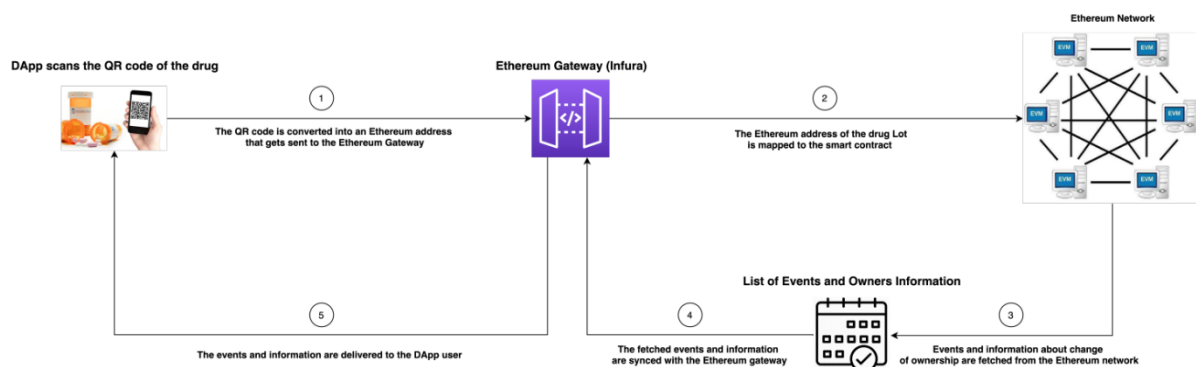 Ethereum Network
DApp scans the QR code of the drug
Ethereum Gateway (Infura)
EVM
EVM
1
2
The QR code is converted into an Ethereum address
that gets sent to the Ethereum Gateway
</>
The Ethereum address of the drug Lot
is mapped to the smart contract
EVM
EVM
EVM
EVM
List of Events and Owners Information
5
4
3
The events and information are delivered to the DApp user
The fetched events and information
are synced with the Ethereum gateway
Events and information about change
of ownership are fetched from the Ethereum network